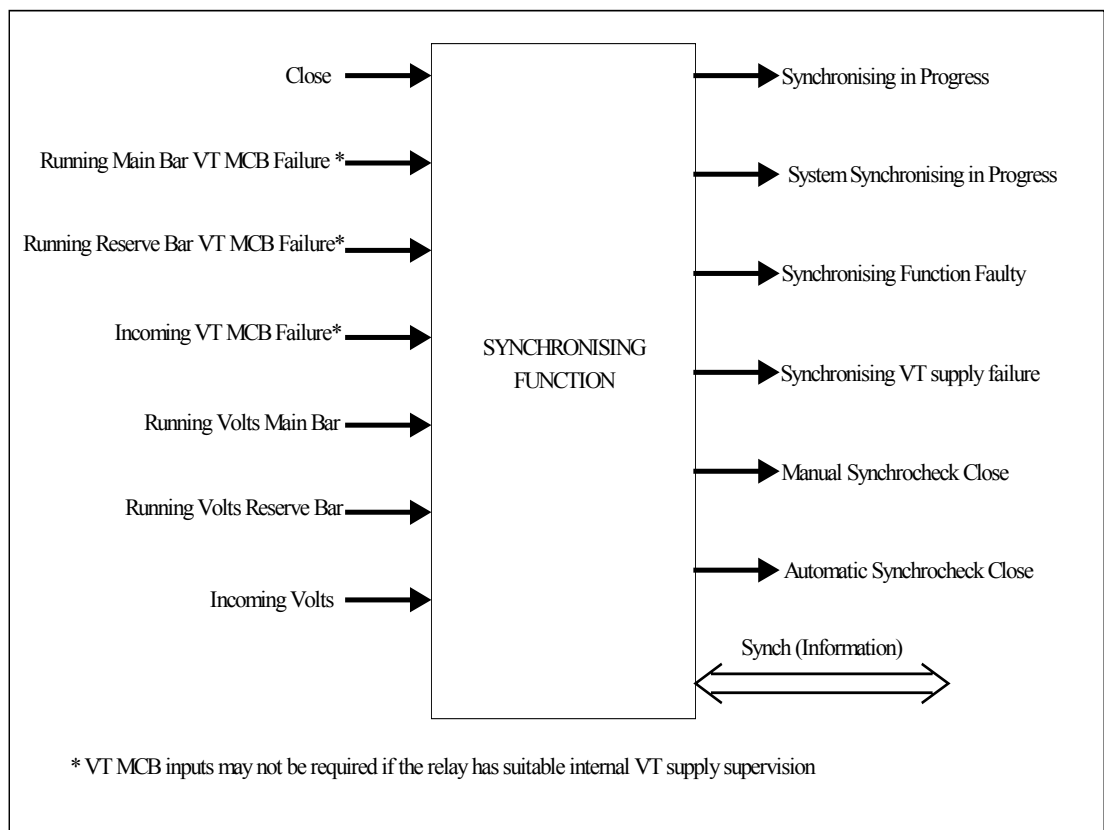 Close
Running Main Bar VT MCB Failure *
Running Reserve Bar VT MCB Failure*
Incoming VT MCB Failure*
Running Volts Main Bar
Running Volts Reserve Bar
Incoming Volts
SYNCHRONISING
FUNCTION
Synchronising in Progress
System Synchronising in Progress
Synchronising Function Faulty
Synchronising VT supply failure
Manual Synchrocheck Close
Automatic Synchrocheck Close
Synch (Information)
* VT MCB inputs may not be required if the relay has suitable internal VT supply supervision